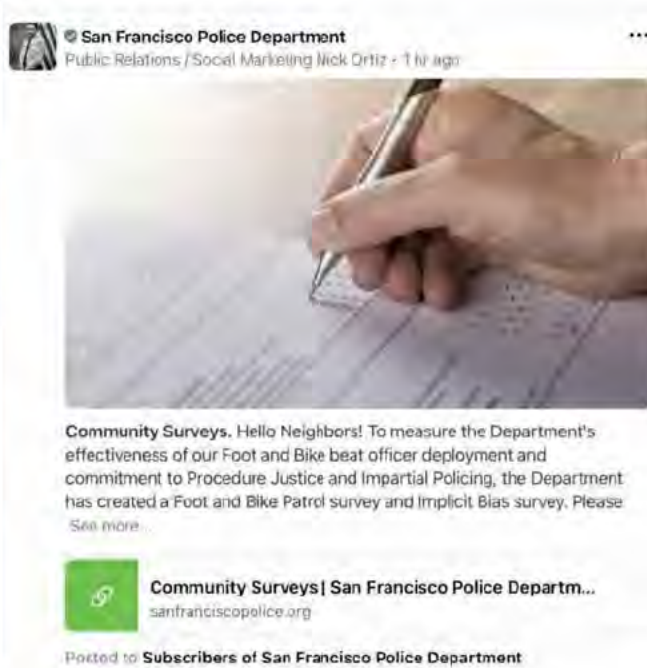 San Francisco Police Department
Public Relations / Social Marketing Nick Ortiz • 1 hr ago
Community Surveys. Hello Neighbors! To measure the Department's
effectiveness of our Foot and Bike beat officer deployment and
commitment to Procedure Justice and Impartial Policing, the Department
has created a Foot and Bike Patrol survey and Implicit Bias survey. Please
See more...
Community Surveys| San Francisco Police Departm...
sanfranciscopolice.org
Posted to Subscribers of San Francisco Police Department